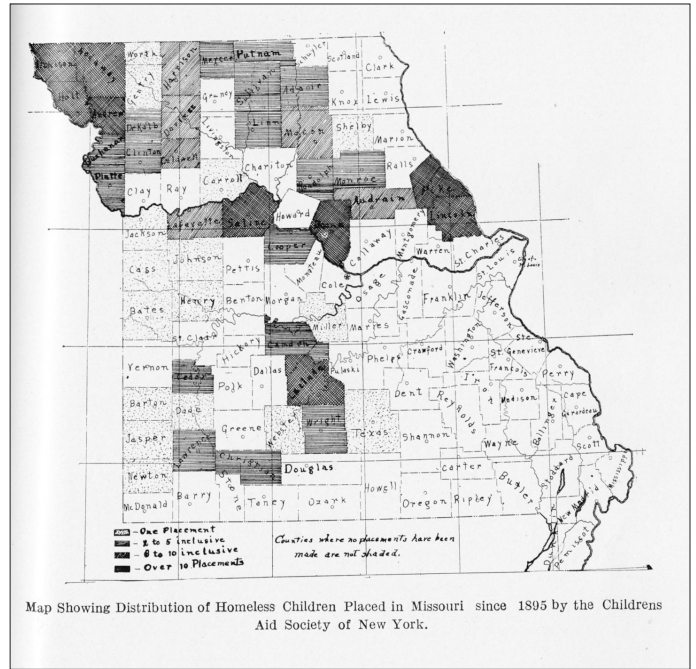 Worth
Harrison
Mercer
Putnam
Schuyler
Scotland
Clark
Nodaway
Holt
Gentry
Grundy
Sullivan
Adair
Knox
Lewis
Andrew
DeKalb
Daviess
Livingston
Linn
Macon
Shelby
Marion
Buchanan
Clinton
Caldwell
Chariton
Randolph
Monroe
Ralls
Platte
Clay
Ray
Carroll
Howard
Boone
Audrain
Pike
Lincoln
Jackson
Lafayette
Saline
Cooper
Callaway
Montgomery
Warren
St. Charles
St. Louis
Cass
Johnson
Pettis
Moniteau
Cole
Osage
Gasconade
Franklin
Jefferson
Bates
Henry
Benton
Morgan
Miller
Maries
Washington
St. Clair
Hickory
Camden
Pulaski
Phelps
Crawford
Ste.
Genevieve
St.
Francois
Perry
Vernon
Cedar
Polk
Dallas
Laclede
Dent
Iron
Madison
Cape
Girardeau
Bollinger
Barton
Dade
Greene
Webster
Wright
Texas
Shannon
Reynolds
Wayne
Scott
Mississippi
Jasper
Lawrence
Christian
Douglas
Howell
Carter
Butler
Stoddard
New Madrid
Newton
McDonald
Barry
Stone
Taney
Ozark
Oregon
Ripley
Pemiscot
- One Placement
- 2 to 5 inclusive
- 6 to 10 inclusive
- Over 10 Placements
Counties where no placements have been
made are not shaded.
Map Showing Distribution of Homeless Children Placed in Missouri since 1895 by the Childrens
Aid Society of New York.